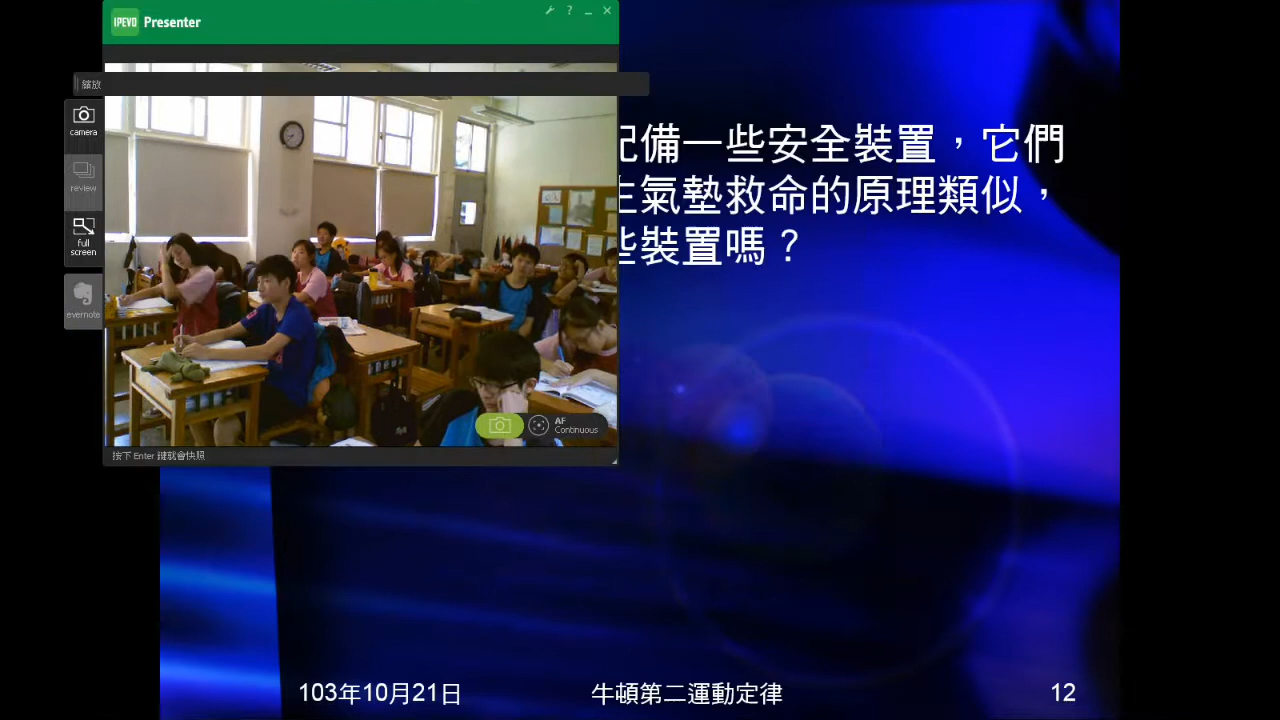 IPEVO Presenter
縮放
camera
review
full
screen
evernote
AF
Continuous
按下 Enter 鍵就會快照
配備一些安全裝置，它們
生氣墊救命的原理類似，
些裝置嗎？
103年10月21日
牛頓第二運動定律
12